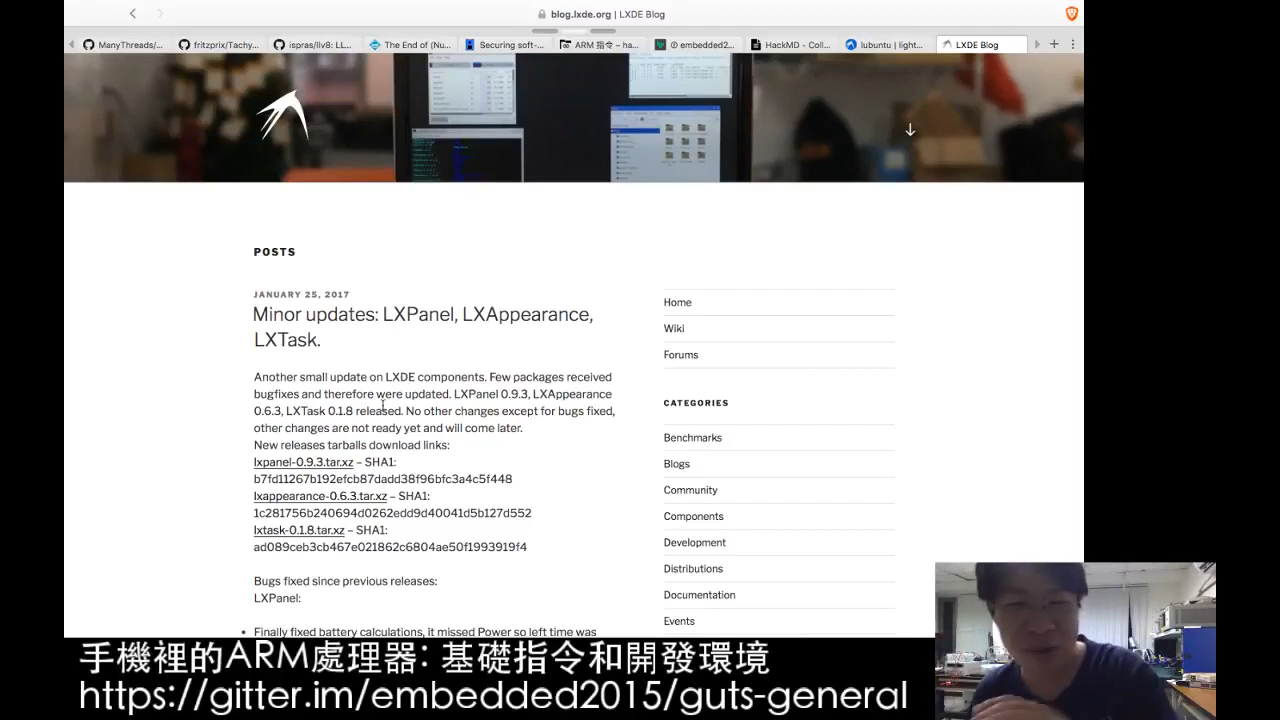 blog.lxde.org | LXDE Blog
ManyThreads/...
fritzprix/Tachy...
ispras/llv8: LL...
The End of (Nu...
Securing soft-...
ARM 指令 – ha...
embedded2...
HackMD - Coll...
lubuntu | light...
LXDE Blog
POSTS
JANUARY 25, 2017
Minor updates: LXPanel, LXAppearance,
LXTask.
Another small update on LXDE components. Few packages received
bugfixes and therefore were updated. LXPanel 0.9.3, LXAppearance
0.6.3, LXTask 0.1.8 released. No other changes except for bugs fixed,
other changes are not ready yet and will come later.
New releases tarballs download links:
lxpanel-0.9.3.tar.xz – SHA1:
b7fd11267b192efcb87dadd38f96bfc3a4c5f448
lxappearance-0.6.3.tar.xz – SHA1:
1c281756b240694d0262edd9d40041d5b127d552
lxtask-0.1.8.tar.xz – SHA1:
ad089ceb3cb467e021862c6804ae50f1993919f4
Bugs fixed since previous releases:
LXPanel:
Finally fixed battery calculations, it missed Power so left time was
Home
Wiki
Forums
CATEGORIES
Benchmarks
Blogs
Community
Components
Development
Distributions
Documentation
Events
手機裡的ARM處理器: 基礎指令和開發環境
https://gitter.im/embedded2015/guts-general